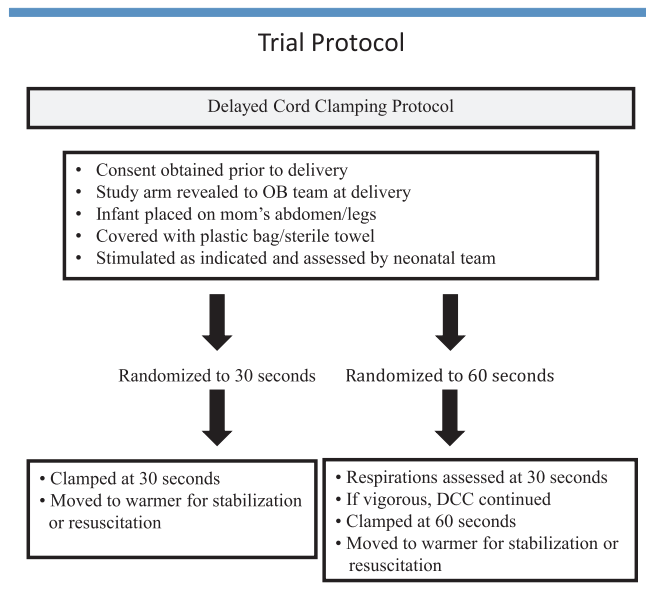 Trial Protocol
Delayed Cord Clamping Protocol
• Consent obtained prior to delivery
• Study arm revealed to OB team at delivery
• Infant placed on mom's abdomen/legs
• Covered with plastic bag/sterile towel
• Stimulated as indicated and assessed by neonatal team
Randomized to 30 seconds
Randomized to 60 seconds
• Clamped at 30 seconds
• Moved to warmer for stabilization
or resuscitation
• Respirations assessed at 30 seconds
• If vigorous, DCC continued
• Clamped at 60 seconds
• Moved to warmer for stabilization or
resuscitation